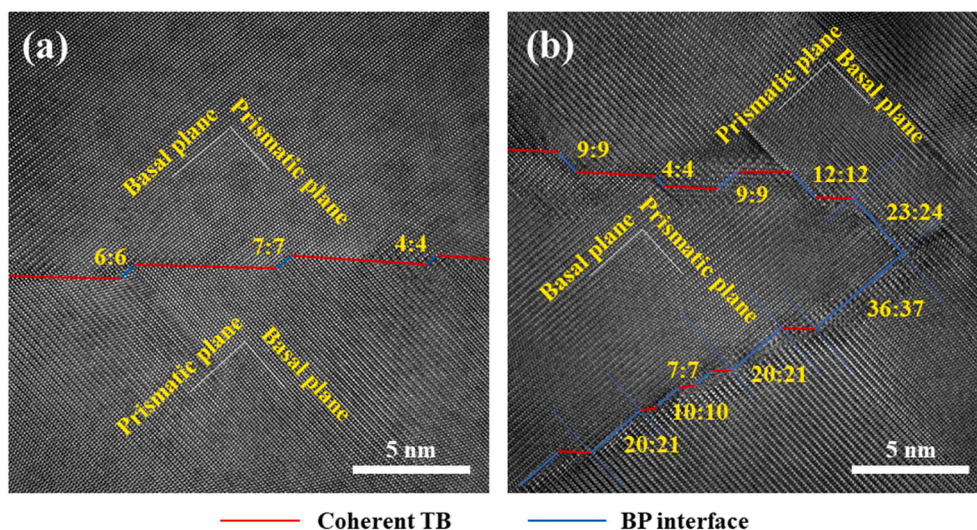 (a)
Basal plane
Prismatic plane
6:6
7:7
4:4
Prismatic plane
Basal plane
5 nm
(b)
Prismatic plane
Basal plane
9:9
4:4
9:9
12:12
23:24
Basal plane
Prismatic plane
36:37
7:7
20:21
10:10
20:21
5 nm
Coherent TB
BP interface